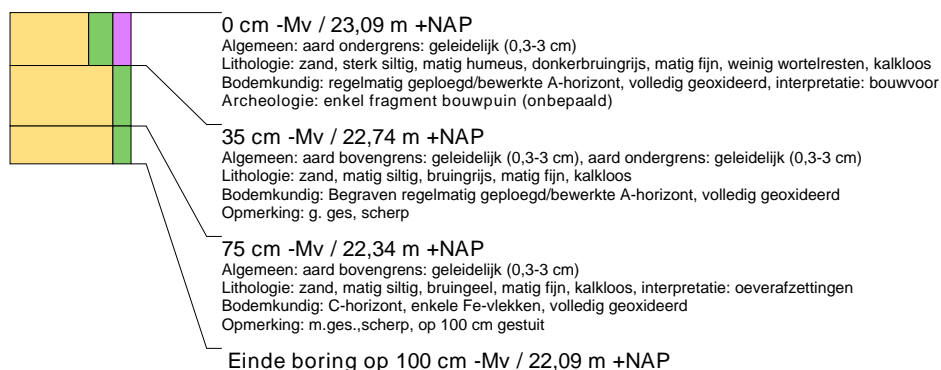 0 cm -Mv / 23,09 m +NAP
Algemeen: aard ondergrens: geleidelijk (0,3-3 cm)
Lithologie: zand, sterk siltig, matig humeus, donkerbruingrijs, matig fijn, weinig wortelresten, kalkloos
Bodemkundig: regelmatig geploegd/bewerkte A-horizont, volledig geoxideerd, interpretatie: bouwvoor
Archeologie: enkel fragment bouwpuin (onbepaald)
35 cm -Mv / 22,74 m +NAP
Algemeen: aard bovengrens: geleidelijk (0,3-3 cm), aard ondergrens: geleidelijk (0,3-3 cm)
Lithologie: zand, matig siltig, bruingrijs, matig fijn, kalkloos
Bodemkundig: Begraven regelmatig geploegd/bewerkte A-horizont, volledig geoxideerd
Opmerking: g. ges, scherp
75 cm -Mv / 22,34 m +NAP
Algemeen: aard bovengrens: geleidelijk (0,3-3 cm)
Lithologie: zand, matig siltig, bruingeel, matig fijn, kalkloos, interpretatie: oeverafzettingen
Bodemkundig: C-horizont, enkele Fe-vlekken, volledig geoxideerd
Opmerking: m.ges.,scherp, op 100 cm gestuit
Einde boring op 100 cm -Mv / 22,09 m +NAP